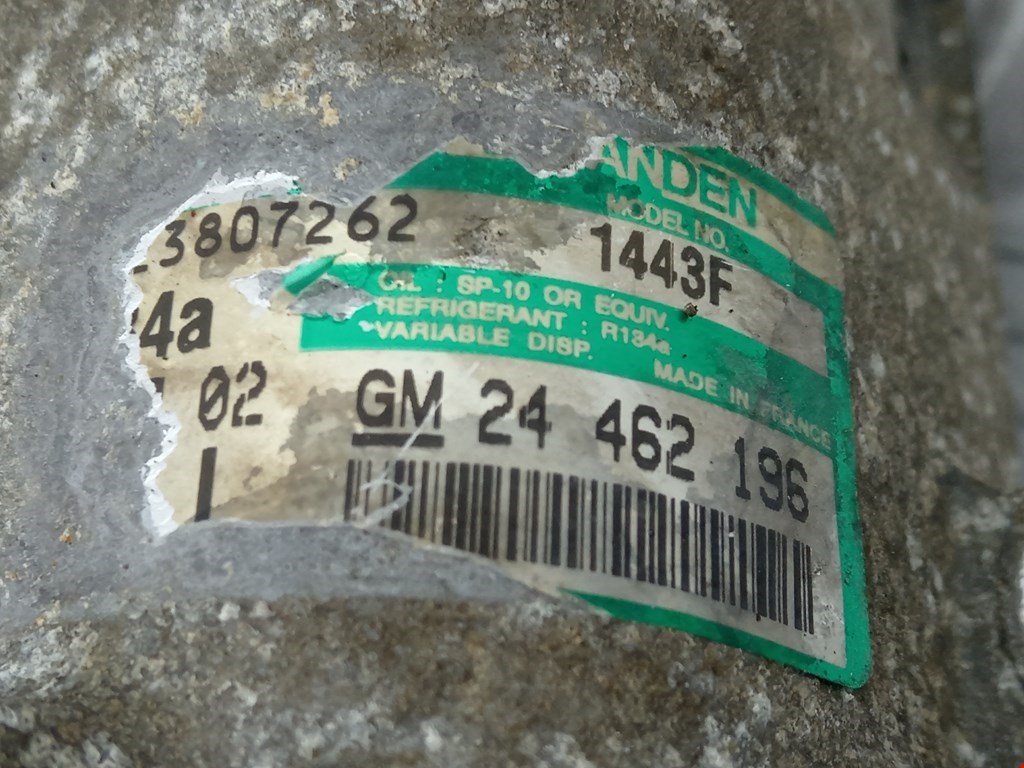 ANDEN
MODEL NO.
3807262
1443F
OIL : SP-10 OR EQUIV.
REFRIGERANT : R134a
VARIABLE DISP.
MADE IN FRANCE
4a
02
GM 24 462 196